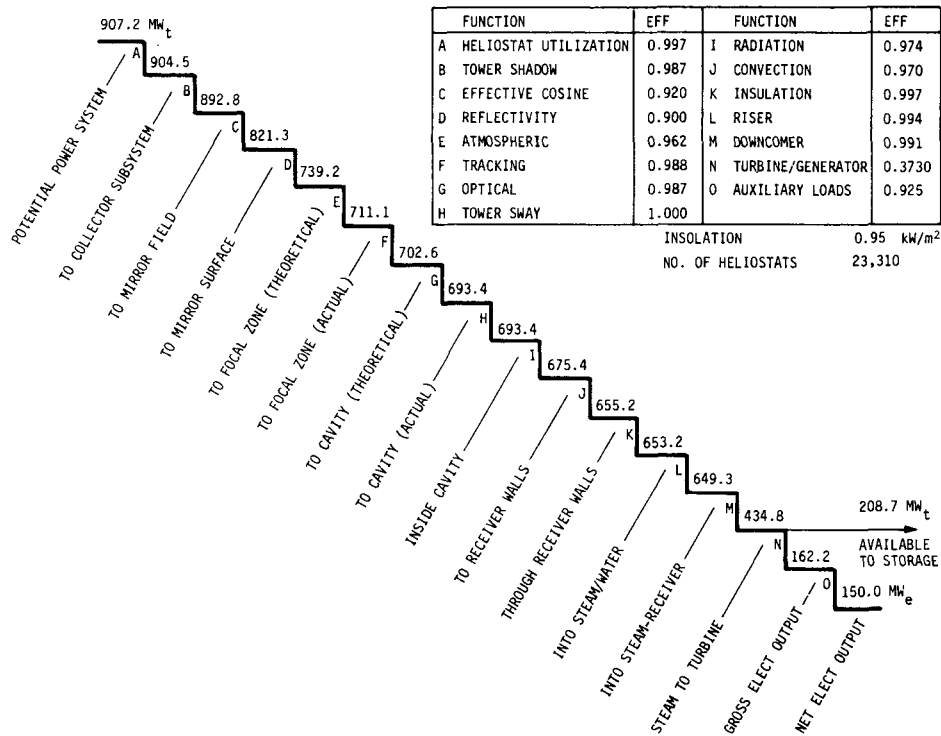 907.2 MWt
A
904.5
B
892.8
C
821.3
D
739.2
E
711.1
F
702.6
G
693.4
H
693.4
I
675.4
J
655.2
K
653.2
L
649.3
M
434.8
N
162.2
O
150.0 MWe
208.7 MWt
AVAILABLE
TO STORAGE
POTENTIAL POWER SYSTEM
TO COLLECTOR SUBSYSTEM
TO MIRROR FIELD
TO MIRROR SURFACE
TO FOCAL ZONE (THEORETICAL)
TO FOCAL ZONE (ACTUAL)
TO CAVITY (THEORETICAL)
TO CAVITY (ACTUAL)
INSIDE CAVITY
TO RECEIVER WALLS
THROUGH RECEIVER WALLS
INTO STEAM/WATER
INTO STEAM-RECEIVER
STEAM TO TURBINE
GROSS ELECT OUTPUT
NET ELECT OUTPUT
FUNCTION EFF FUNCTION EFF
A HELIOSTAT UTILIZATION 0.997 I RADIATION 0.974
B TOWER SHADOW 0.987 J CONVECTION 0.970
C EFFECTIVE COSINE 0.920 K INSULATION 0.997
D REFLECTIVITY 0.900 L RISER 0.994
E ATMOSPHERIC 0.962 M DOWNCOMER 0.991
F TRACKING 0.988 N TURBINE/GENERATOR 0.3730
G OPTICAL 0.987 O AUXILIARY LOADS 0.925
H TOWER SWAY 1.000
INSOLATION 0.95 kW/m²
NO. OF HELIOSTATS 23,310